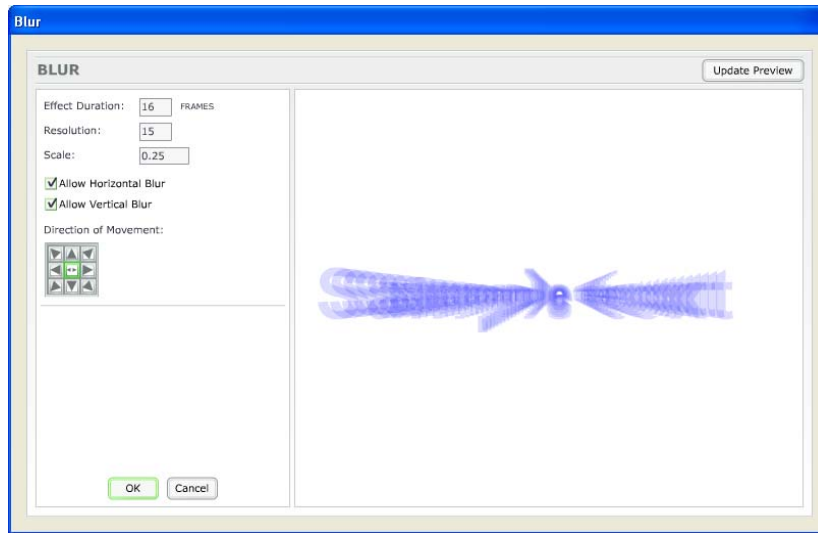 Blur
BLUR
Update Preview
Effect Duration: 16 FRAMES
Resolution: 15
Scale: 0.25
Allow Horizontal Blur
Allow Vertical Blur
Direction of Movement:
OK Cancel